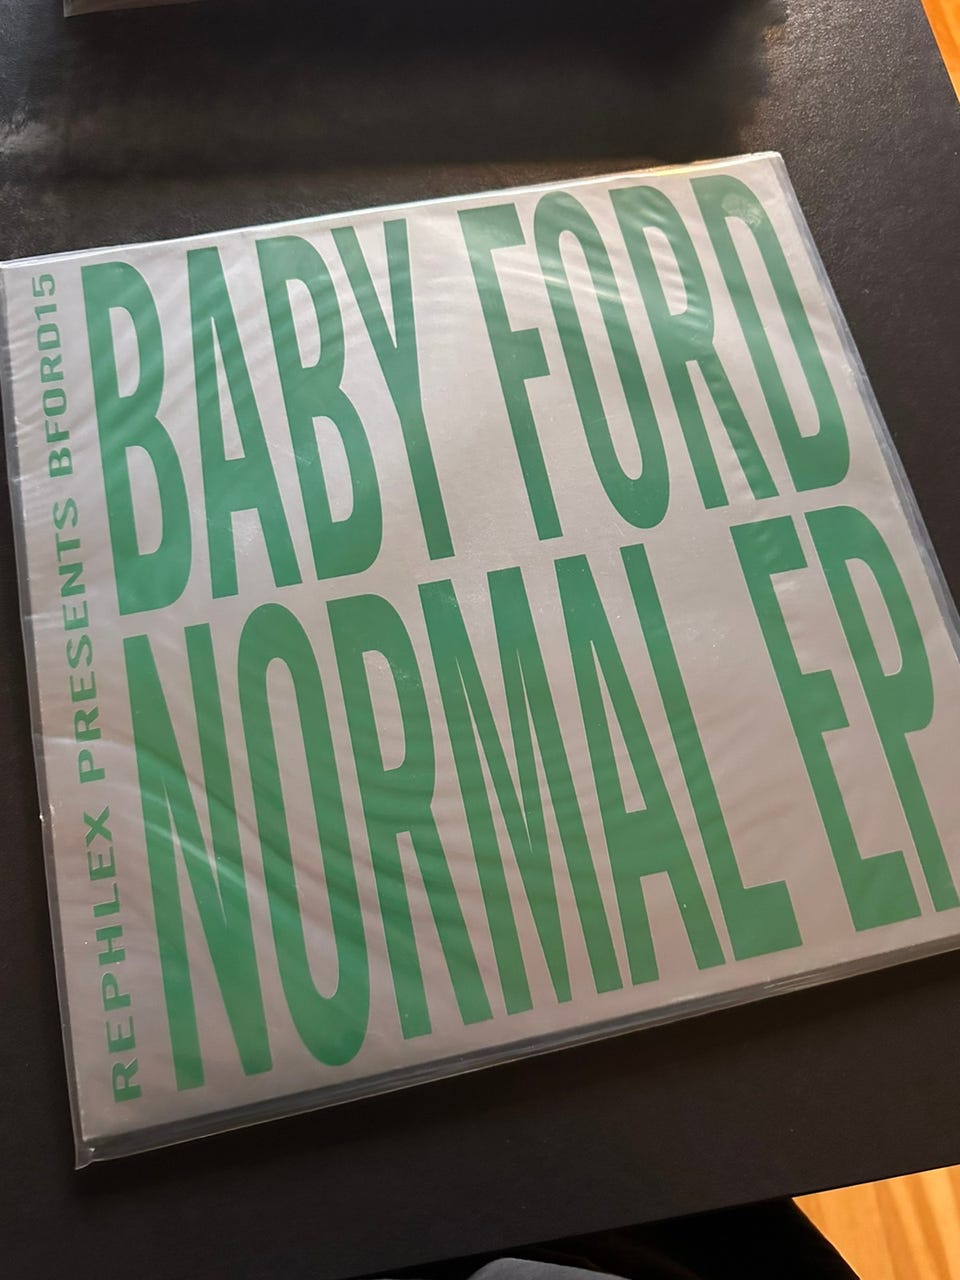 REPHLEX PRESENTS BFORD15
BABY FORD
NORMAL EP